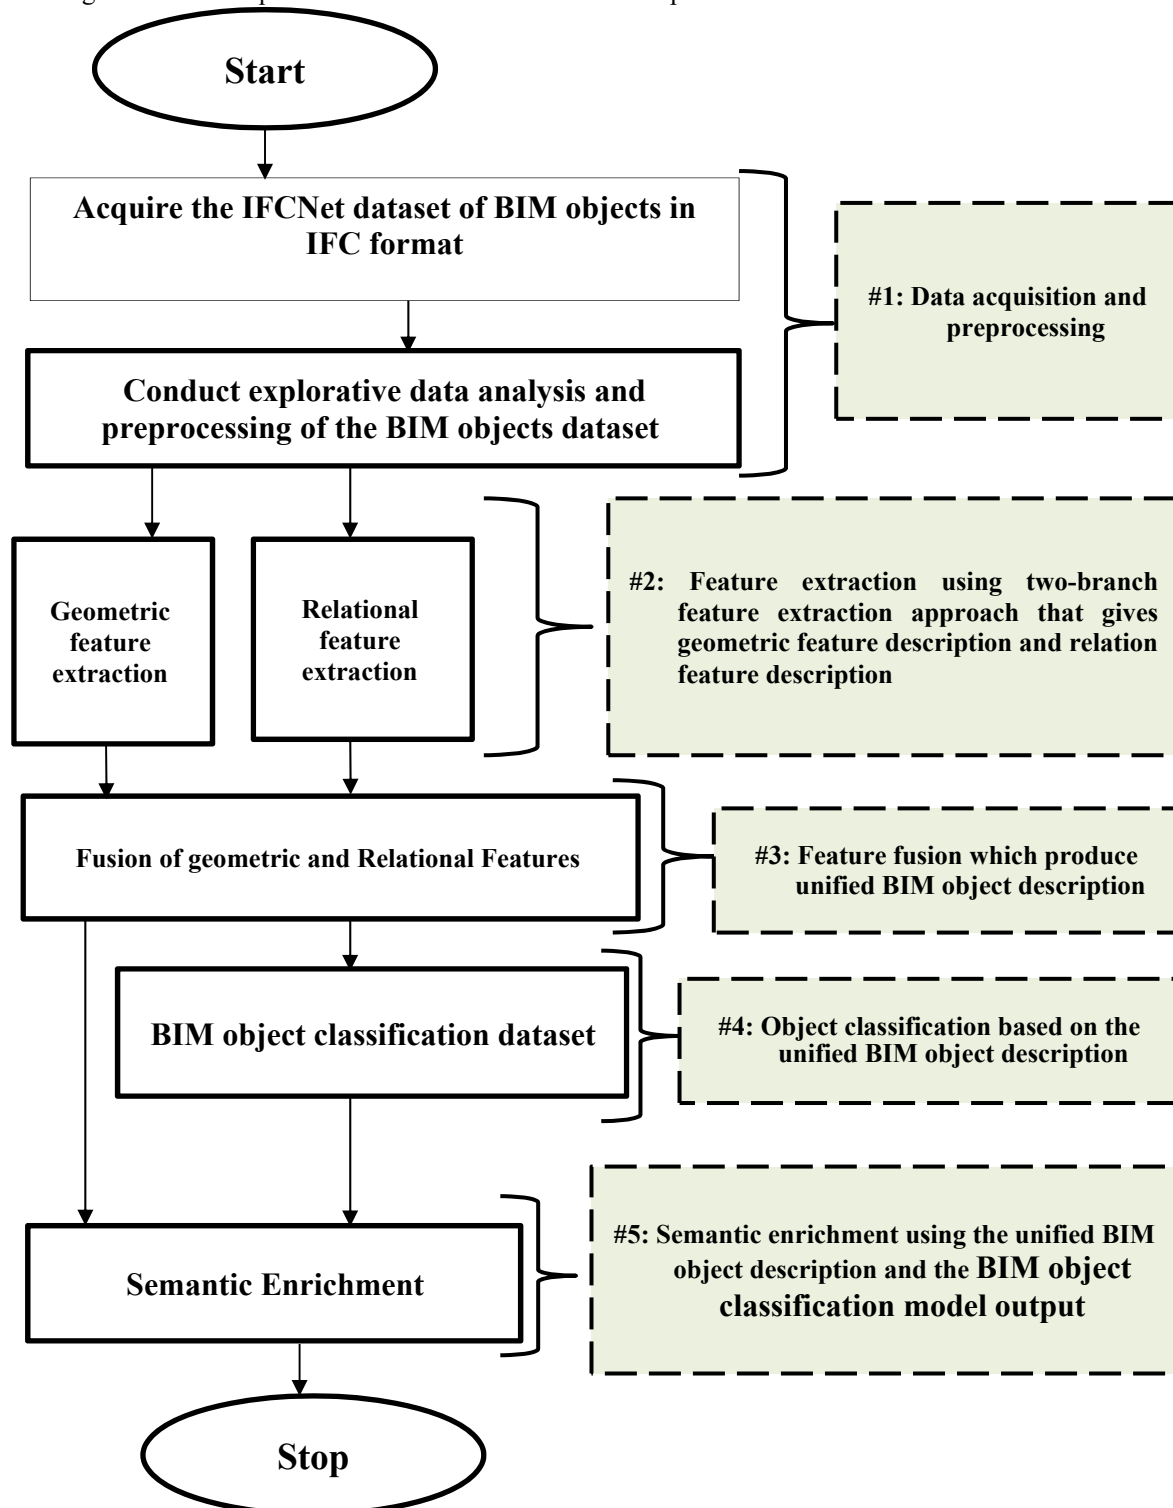 Start
Acquire the IFCNet dataset of BIM objects in
IFC format
#1: Data acquisition and
preprocessing
Conduct explorative data analysis and
preprocessing of the BIM objects dataset
Geometric
feature
extraction
Relational
feature
extraction
#2: Feature extraction using two-branch
feature extraction approach that gives
geometric feature description and relation
feature description
Fusion of geometric and Relational Features
#3: Feature fusion which produce
unified BIM object description
BIM object classification dataset
#4: Object classification based on the
unified BIM object description
Semantic Enrichment
#5: Semantic enrichment using the unified BIM
object description and the BIM object
classification model output
Stop